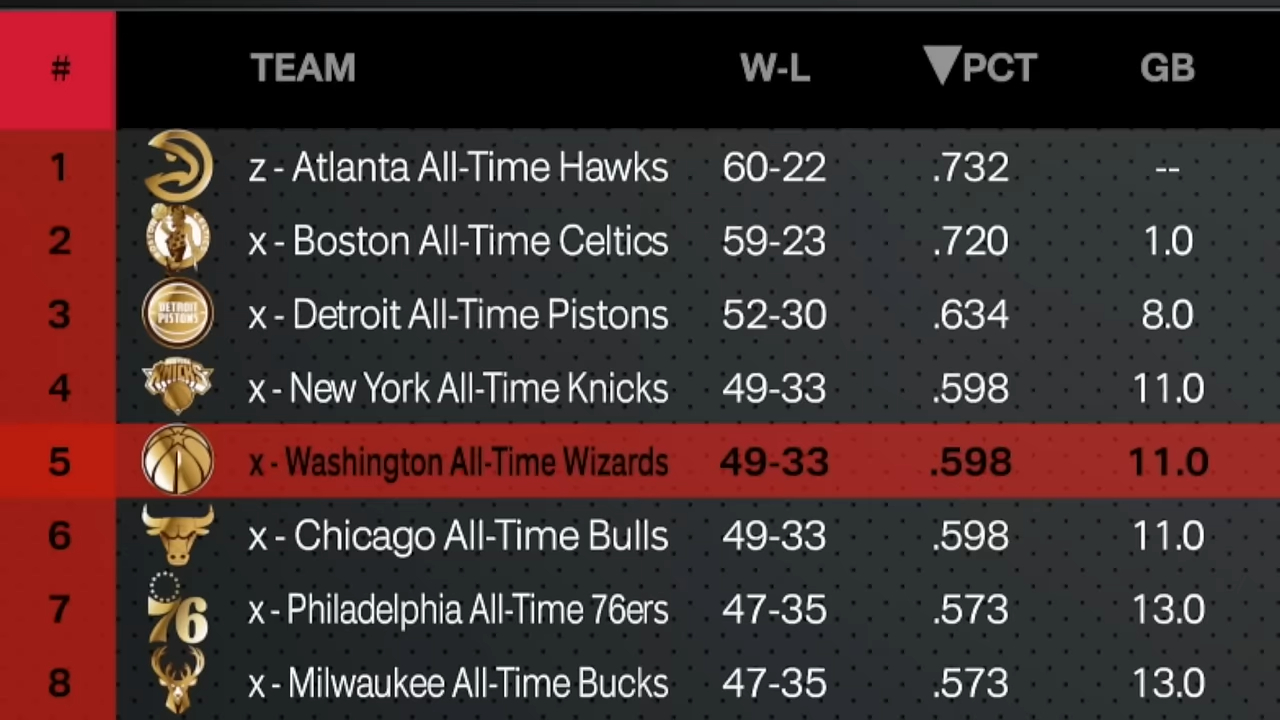 # TEAM W-L ▼PCT GB
1 z - Atlanta All-Time Hawks 60-22 .732 --
2 x - Boston All-Time Celtics 59-23 .720 1.0
3 DETROIT PISTONS x - Detroit All-Time Pistons 52-30 .634 8.0
4 KNICKS x - New York All-Time Knicks 49-33 .598 11.0
5 x - Washington All-Time Wizards 49-33 .598 11.0
6 x - Chicago All-Time Bulls 49-33 .598 11.0
7 76 x - Philadelphia All-Time 76ers 47-35 .573 13.0
8 x - Milwaukee All-Time Bucks 47-35 .573 13.0